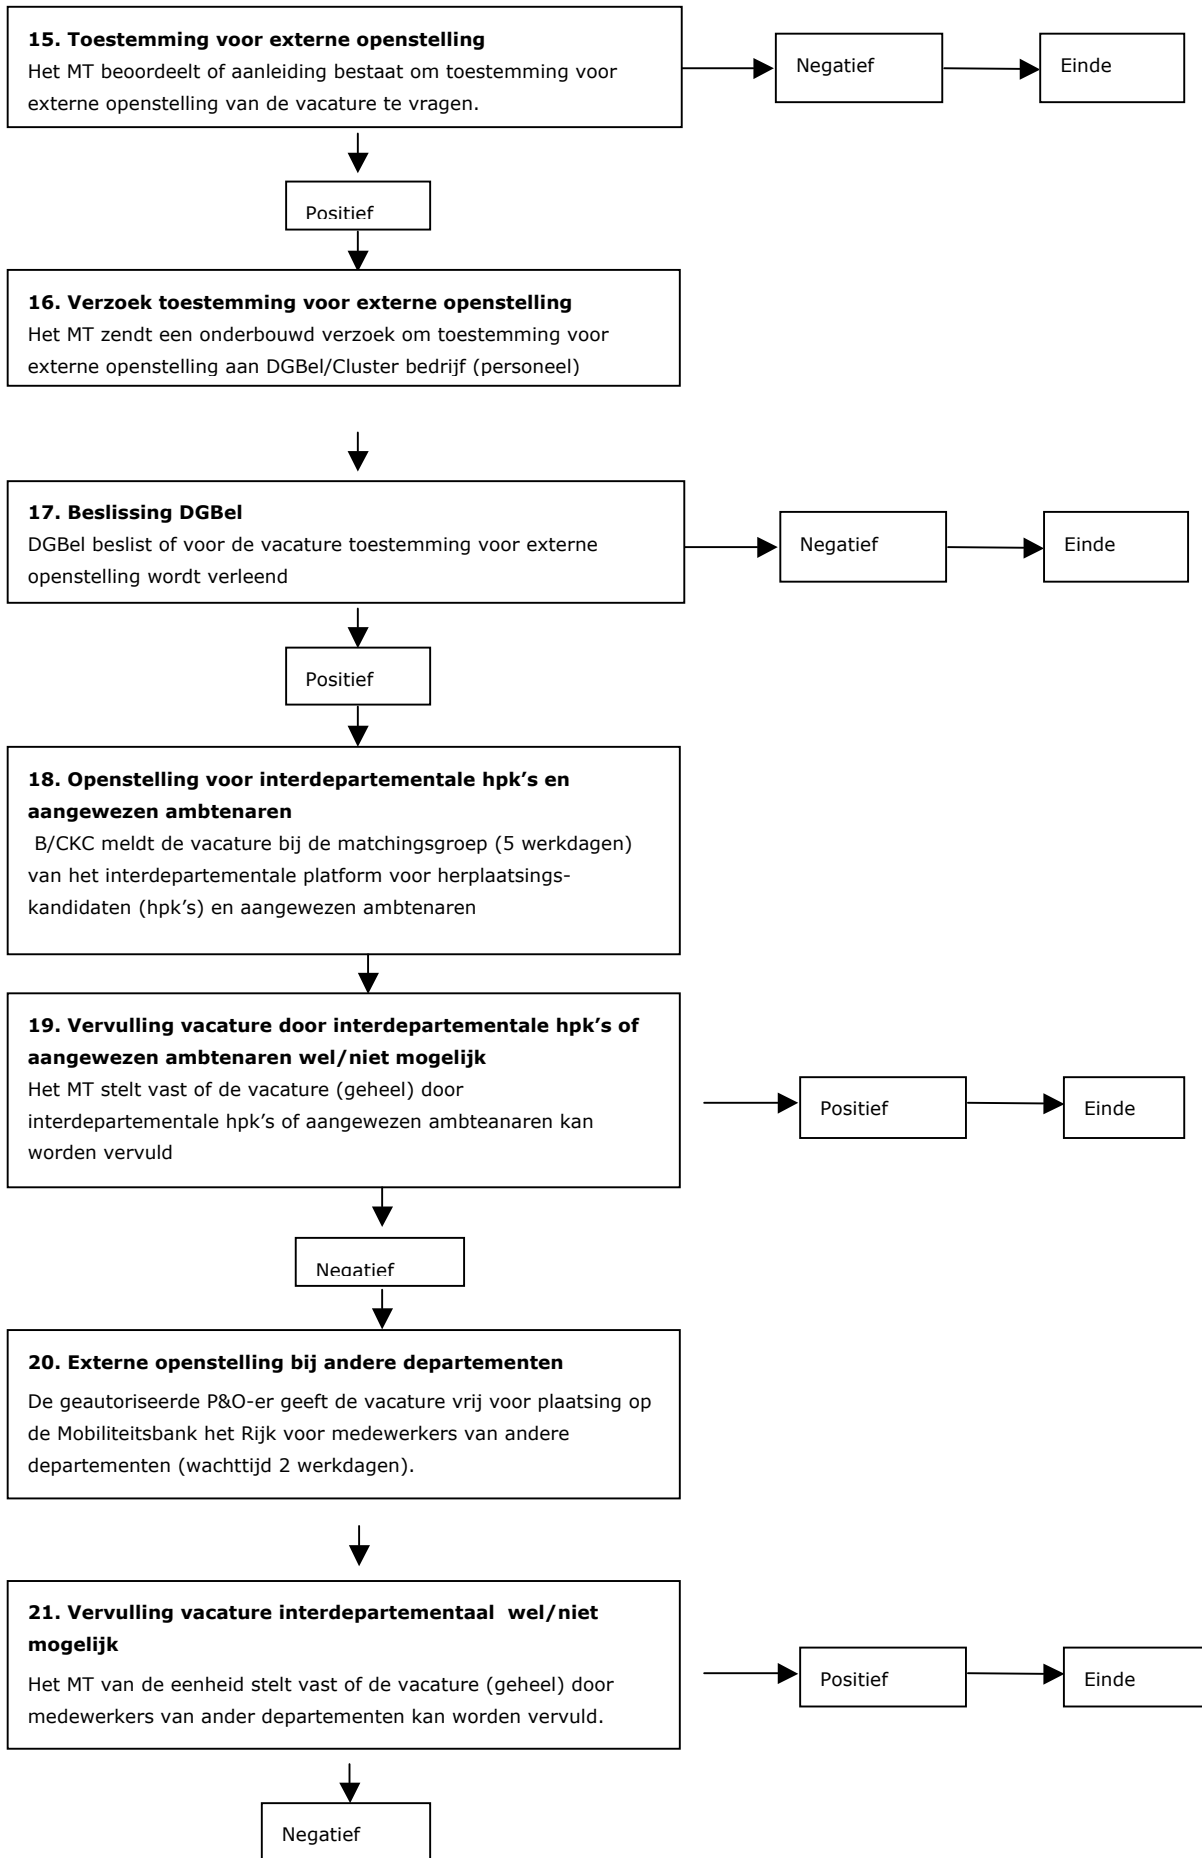 15. Toestemming voor externe openstelling
Het MT beoordeelt of aanleiding bestaat om toestemming voor
externe openstelling van de vacature te vragen.
Negatief
Einde
Positief
16. Verzoek toestemming voor externe openstelling
Het MT zendt een onderbouwd verzoek om toestemming voor
externe openstelling aan DGBel/Cluster bedrijf (personeel)
17. Beslissing DGBel
DGBel beslist of voor de vacature toestemming voor externe
openstelling wordt verleend
Negatief
Einde
Positief
18. Openstelling voor interdepartementale hpk’s en
aangewezen ambtenaren
B/CKC meldt de vacature bij de matchingsgroep (5 werkdagen)
van het interdepartementale platform voor herplaatsings-
kandidaten (hpk’s) en aangewezen ambtenaren
19. Vervulling vacature door interdepartementale hpk’s of
aangewezen ambtenaren wel/niet mogelijk
Het MT stelt vast of de vacature (geheel) door
interdepartementale hpk’s of aangewezen ambteanaren kan
worden vervuld
Positief
Einde
Negatief
20. Externe openstelling bij andere departementen
De geautoriseerde P&O-er geeft de vacature vrij voor plaatsing op
de Mobiliteitsbank het Rijk voor medewerkers van andere
departementen (wachttijd 2 werkdagen).
21. Vervulling vacature interdepartementaal wel/niet
mogelijk
Het MT van de eenheid stelt vast of de vacature (geheel) door
medewerkers van ander departementen kan worden vervuld.
Positief
Einde
Negatief